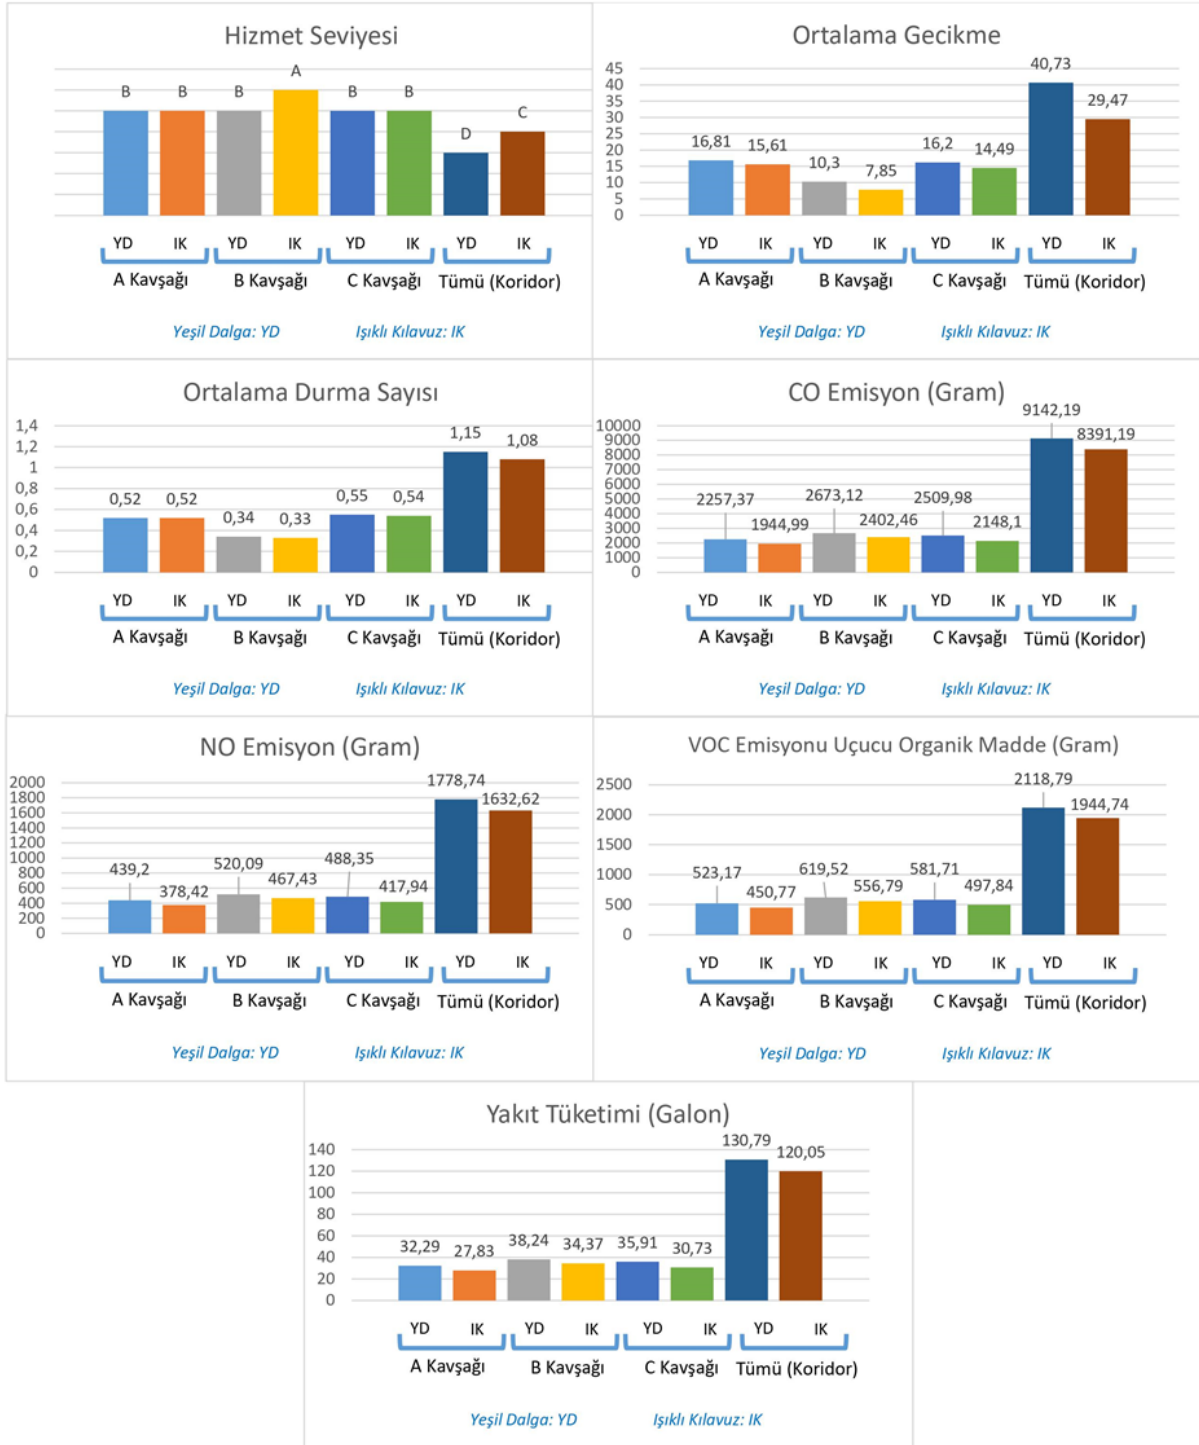 Hizmet Seviyesi
B B B A B B D C
YD IK YD IK YD IK YD IK
A Kavşağı B Kavşağı C Kavşağı Tümü (Koridor)
Yeşil Dalga: YD Işıklı Kılavuz: IK
Ortalama Gecikme
45
40
35
30
25
20
15
10
5
0
16,81 15,61 10,3 7,85 16,2 14,49 40,73 29,47
YD IK YD IK YD IK YD IK
A Kavşağı B Kavşağı C Kavşağı Tümü (Koridor)
Yeşil Dalga: YD Işıklı Kılavuz: IK
Ortalama Durma Sayısı
1,4
1,2
1
0,8
0,6
0,4
0,2
0
0,52 0,52 0,34 0,33 0,55 0,54 1,15 1,08
YD IK YD IK YD IK YD IK
A Kavşağı B Kavşağı C Kavşağı Tümü (Koridor)
Yeşil Dalga: YD Işıklı Kılavuz: IK
CO Emisyon (Gram)
10000
9000
8000
7000
6000
5000
4000
3000
2000
1000
0
2257,37 1944,99 2673,12 2402,46 2509,98 2148,1 9142,19 8391,19
YD IK YD IK YD IK YD IK
A Kavşağı B Kavşağı C Kavşağı Tümü (Koridor)
Yeşil Dalga: YD Işıklı Kılavuz: IK
NO Emisyon (Gram)
2000
1800
1600
1400
1200
1000
800
600
400
200
0
439,2 378,42 520,09 467,43 488,35 417,94 1778,74 1632,62
YD IK YD IK YD IK YD IK
A Kavşağı B Kavşağı C Kavşağı Tümü (Koridor)
Yeşil Dalga: YD Işıklı Kılavuz: IK
VOC Emisyonu Uçucu Organik Madde (Gram)
2500
2000
1500
1000
500
0
523,17 450,77 619,52 556,79 581,71 497,84 2118,79 1944,74
YD IK YD IK YD IK YD IK
A Kavşağı B Kavşağı C Kavşağı Tümü (Koridor)
Yeşil Dalga: YD Işıklı Kılavuz: IK
Yakıt Tüketimi (Galon)
140
120
100
80
60
40
20
0
32,29 27,83 38,24 34,37 35,91 30,73 130,79 120,05
YD IK YD IK YD IK YD IK
A Kavşağı B Kavşağı C Kavşağı Tümü (Koridor)
Yeşil Dalga: YD Işıklı Kılavuz: IK